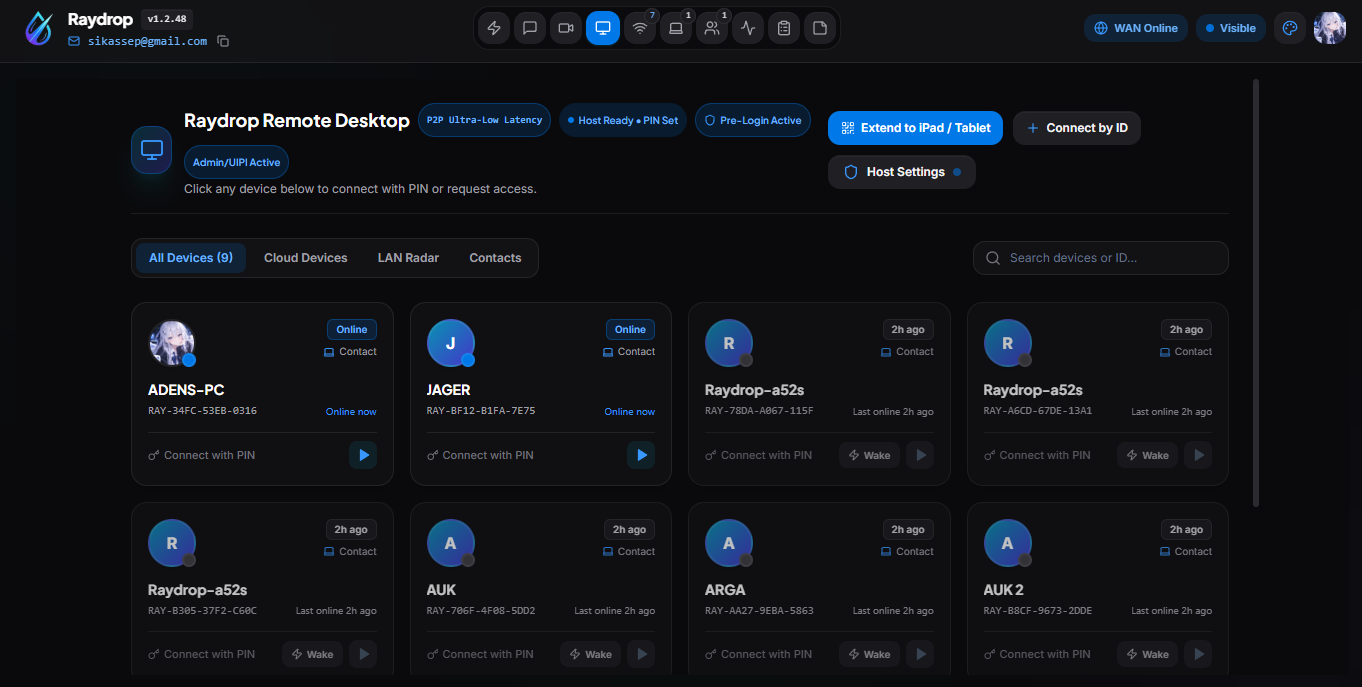 Raydrop v1.2.48
sikassep@gmail.com
7 1 1
WAN Online
Visible
Raydrop Remote Desktop
P2P Ultra-Low Latency
Host Ready • PIN Set
Pre-Login Active
Admin/UIPI Active
Click any device below to connect with PIN or request access.
Extend to iPad / Tablet
Connect by ID
Host Settings
All Devices (9) Cloud Devices LAN Radar Contacts
Search devices or ID...
Online
Contact
ADENS-PC
RAY-34FC-53EB-0316 Online now
Connect with PIN
Online
Contact
J
JAGER
RAY-BF12-B1FA-7E75 Online now
Connect with PIN
2h ago
Contact
R
Raydrop-a52s
RAY-78DA-A067-115F Last online 2h ago
Connect with PIN Wake
2h ago
Contact
R
Raydrop-a52s
RAY-A6CD-67DE-13A1 Last online 2h ago
Connect with PIN Wake
2h ago
Contact
R
Raydrop-a52s
RAY-B305-37F2-C60C Last online 2h ago
Connect with PIN Wake
2h ago
Contact
A
AUK
RAY-706F-4F08-5DD2 Last online 2h ago
Connect with PIN Wake
2h ago
Contact
A
ARGA
RAY-AA27-9EBA-5863 Last online 2h ago
Connect with PIN Wake
2h ago
Contact
A
AUK 2
RAY-B8CF-9673-2DDE Last online 2h ago
Connect with PIN Wake